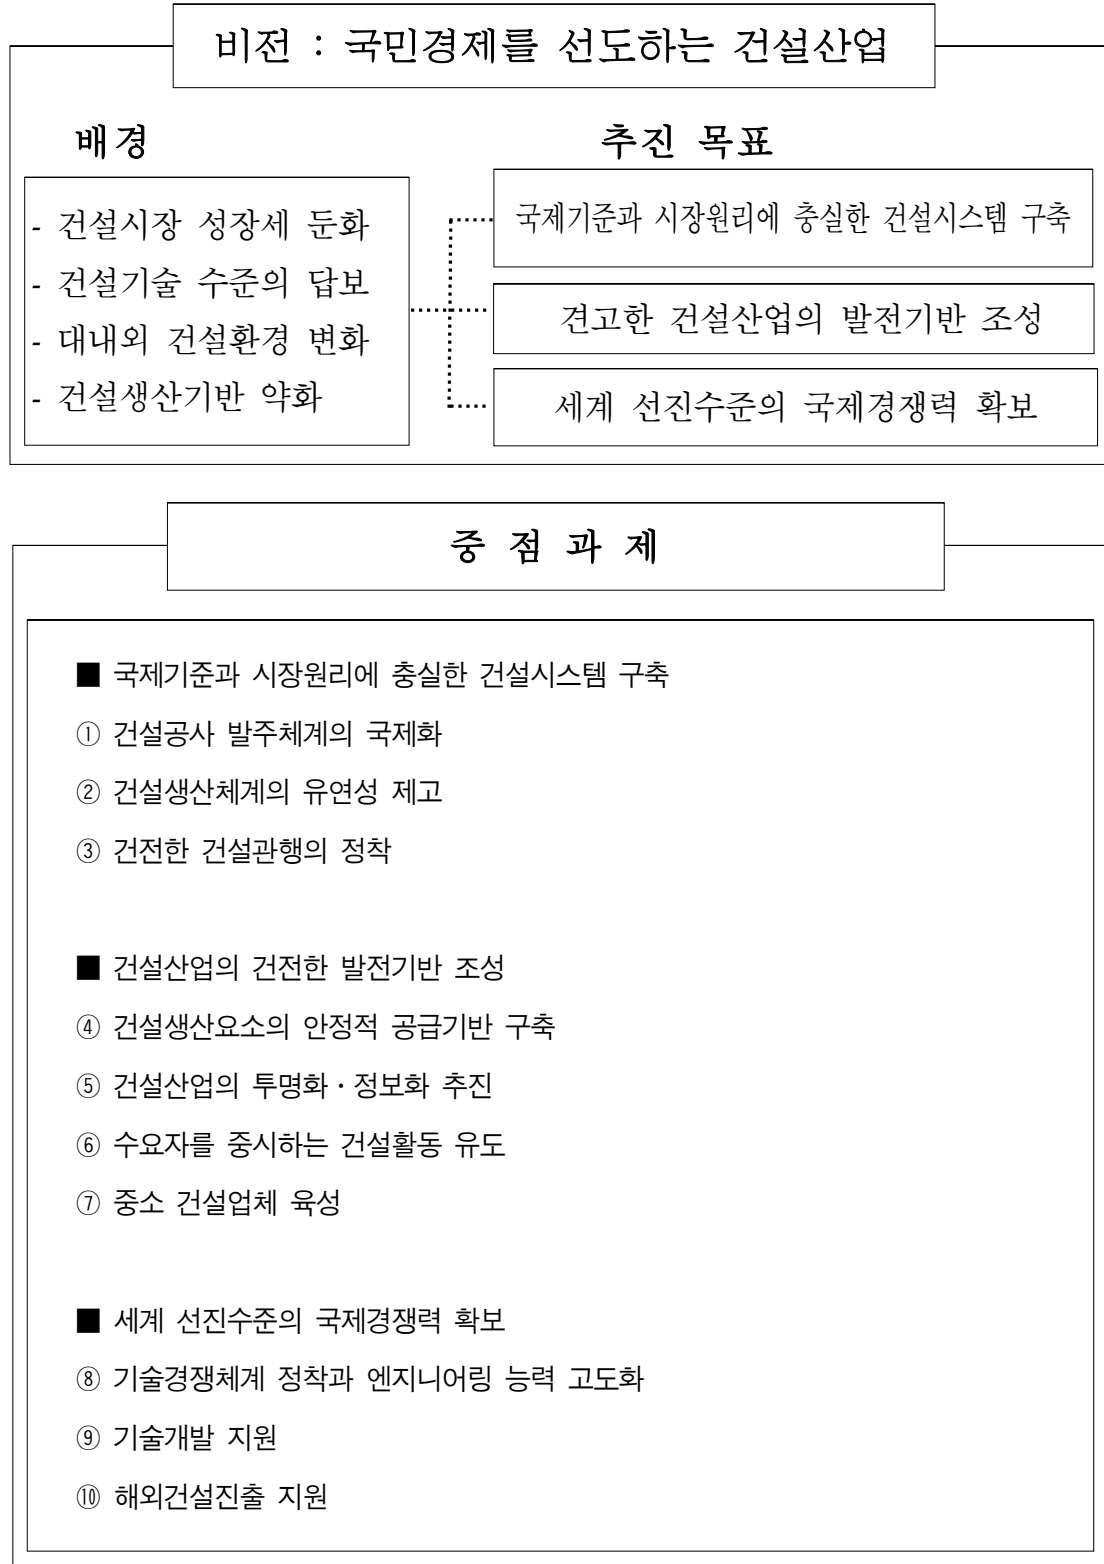 비전 : 국민경제를 선도하는 건설산업
배경
추진 목표
- 건설시장 성장세 둔화
- 건설기술 수준의 답보
- 대내외 건설환경 변화
- 건설생산기반 약화
국제기준과 시장원리에 충실한 건설시스템 구축
견고한 건설산업의 발전기반 조성
세계 선진수준의 국제경쟁력 확보
중 점 과 제
■ 국제기준과 시장원리에 충실한 건설시스템 구축
① 건설공사 발주체계의 국제화
② 건설생산체계의 유연성 제고
③ 건전한 건설관행의 정착
■ 건설산업의 건전한 발전기반 조성
④ 건설생산요소의 안정적 공급기반 구축
⑤ 건설산업의 투명화・정보화 추진
⑥ 수요자를 중시하는 건설활동 유도
⑦ 중소 건설업체 육성
■ 세계 선진수준의 국제경쟁력 확보
⑧ 기술경쟁체계 정착과 엔지니어링 능력 고도화
⑨ 기술개발 지원
⑩ 해외건설진출 지원